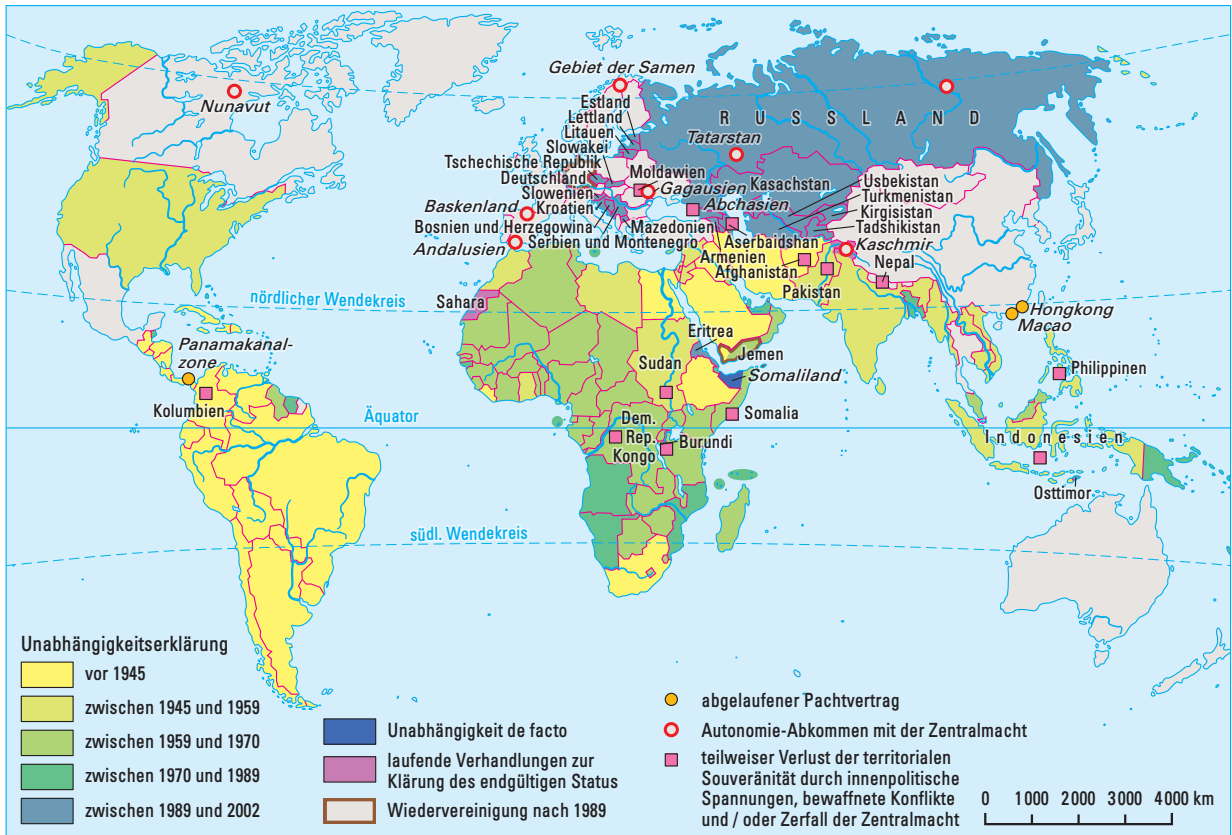 Nunavut
Gebiet der Samen
Estland
Lettland
Litauen
Slowakei
Tschechische Republik
Deutschland
Slowenien
Kroatien
Baskenland
Bosnien und Herzegowina
Andalusien
Serbien und Montenegro
RUSSLAND
Tatarstan
Moldawien
Gagausien
Abchasien
Kasachstan
Usbekistan
Turkmenistan
Kirgisistan
Tadshikistan
Mazedonien
Aserbaidshan
Armenien
Afghanistan
Kaschmir
Nepal
Pakistan
nördlicher Wendekreis
Sahara
Hongkong
Macao
Panamakanal-
zone
Kolumbien
Eritrea
Sudan
Jemen
Somaliland
Philippinen
Äquator
Somalia
Dem.
Rep.
Kongo
Burundi
Indonesien
Osttimor
südl. Wendekreis
Unabhängigkeitserklärung
vor 1945
zwischen 1945 und 1959
zwischen 1959 und 1970
zwischen 1970 und 1989
zwischen 1989 und 2002
Unabhängigkeit de facto
laufende Verhandlungen zur
Klärung des endgültigen Status
Wiedervereinigung nach 1989
abgelaufener Pachtvertrag
Autonomie-Abkommen mit der Zentralmacht
teilweiser Verlust der territorialen
Souveränität durch innenpolitische
Spannungen, bewaffnete Konflikte
und / oder Zerfall der Zentralmacht
0 1000 2000 3000 4000 km